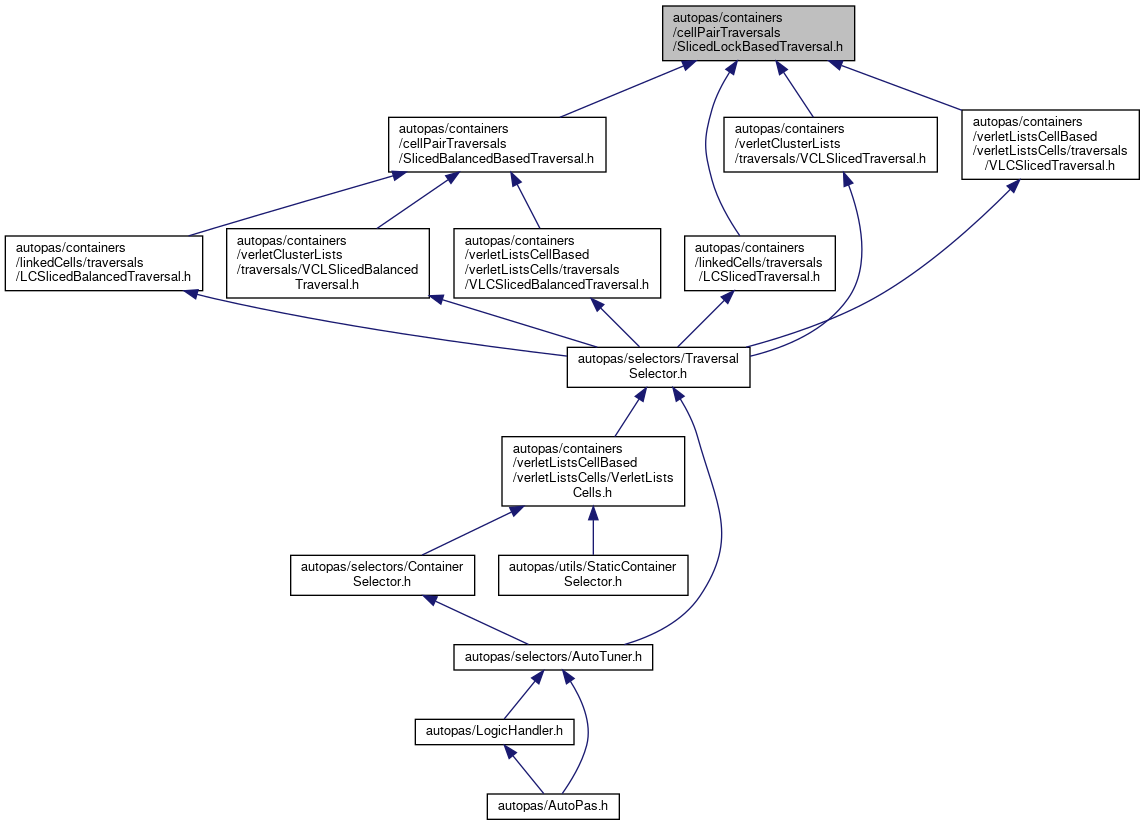 autopas/containers
/cellPairTraversals
/SlicedLockBasedTraversal.h
autopas/containers
/cellPairTraversals
/SlicedBalancedBasedTraversal.h
autopas/containers
/verletClusterLists
/traversals/VCLSlicedTraversal.h
autopas/containers
/verletListsCellBased
/verletListsCells/traversals
/VLCSlicedTraversal.h
autopas/containers
/linkedCells/traversals
/LCSlicedBalancedTraversal.h
autopas/containers
/verletClusterLists
/traversals/VCLSlicedBalanced
Traversal.h
autopas/containers
/verletListsCellBased
/verletListsCells/traversals
/VLCSlicedBalancedTraversal.h
autopas/containers
/linkedCells/traversals
/LCSlicedTraversal.h
autopas/selectors/Traversal
Selector.h
autopas/containers
/verletListsCellBased
/verletListsCells/VerletLists
Cells.h
autopas/selectors/Container
Selector.h
autopas/utils/StaticContainer
Selector.h
autopas/selectors/AutoTuner.h
autopas/LogicHandler.h
autopas/AutoPas.h